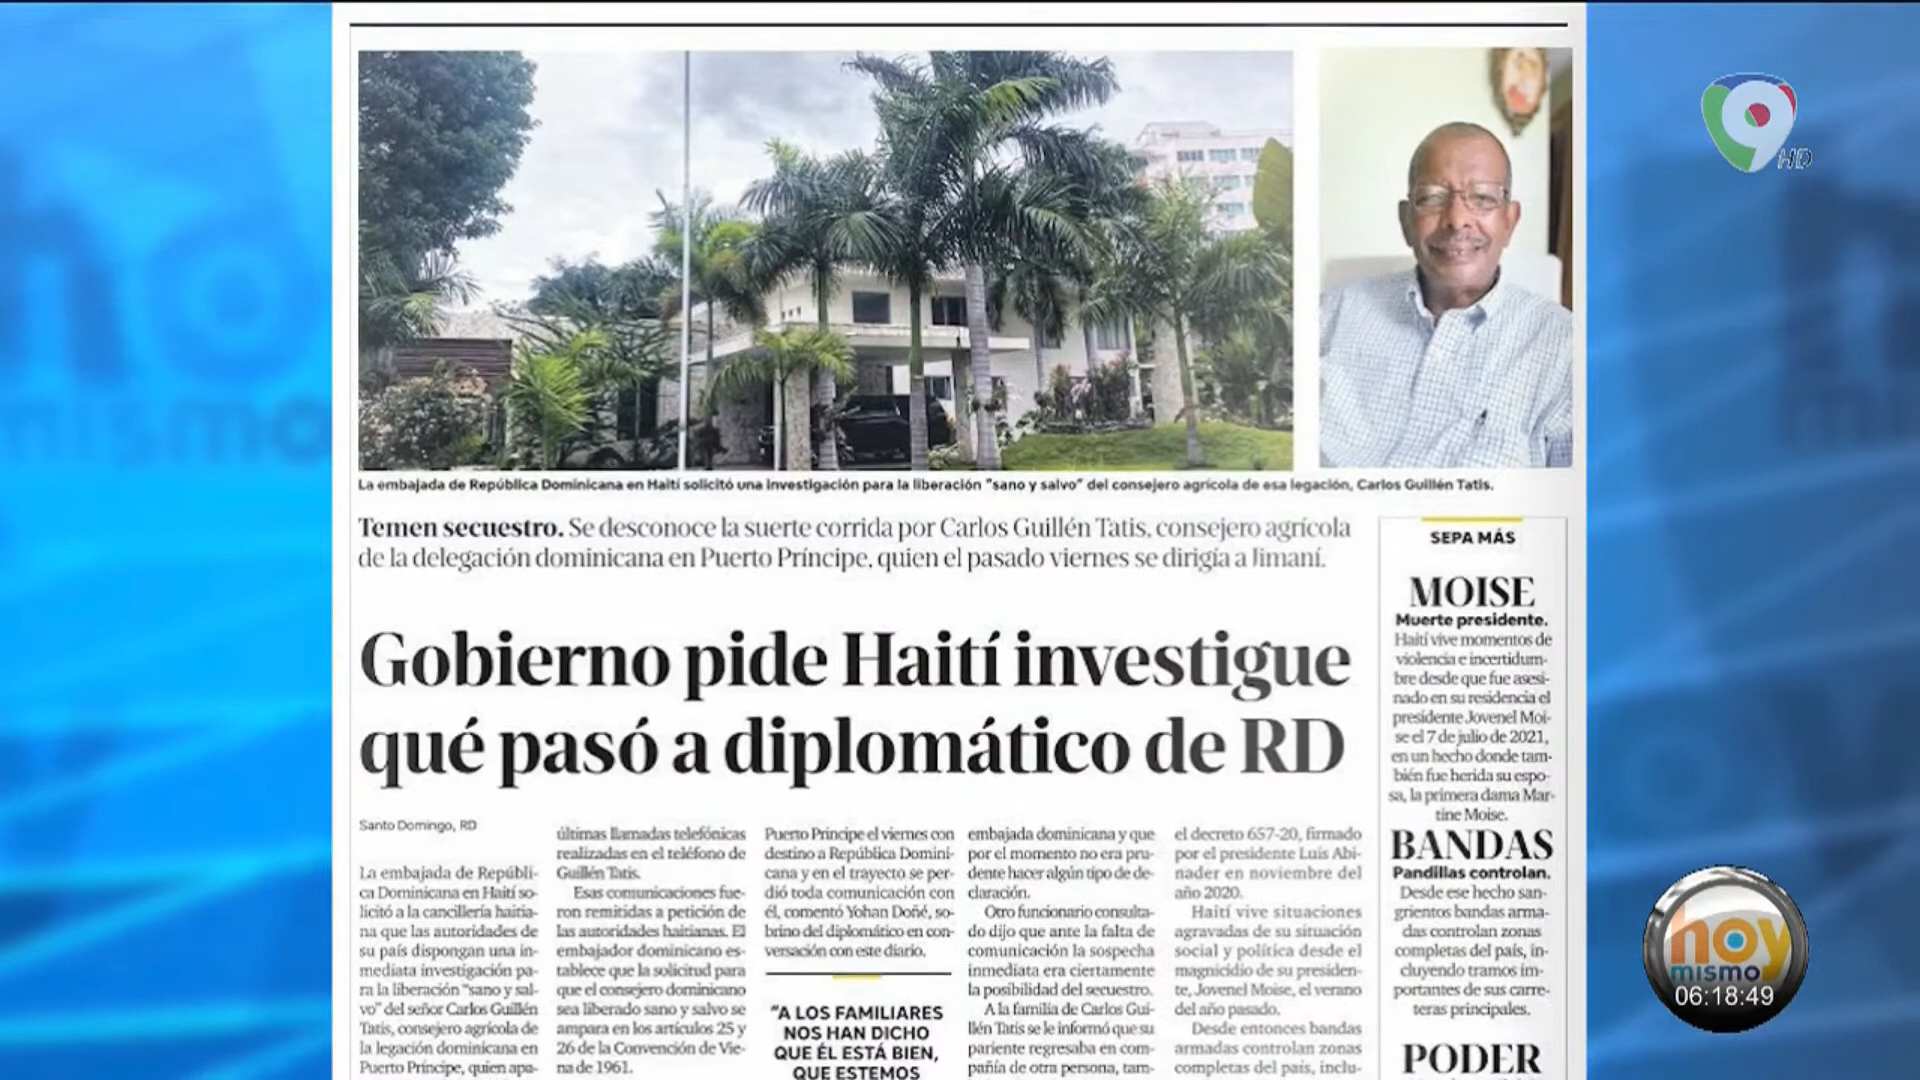 La embajada de República Dominicana en Haití solicitó una investigación para la liberación "sano y salvo" del consejero agrícola de esa legación, Carlos Guillén Tatis.
Temen secuestro. Se desconoce la suerte corrida por Carlos Guillén Tatis, consejero agrícola
de la delegación dominicana en Puerto Príncipe, quien el pasado viernes se dirigía a Jimaní.
Gobierno pide Haití investigue
qué pasó a diplomático de RD
Santo Domingo, RD
La embajada de Repúbli-
ca Dominicana en Haití so-
licitó a la cancillería haitia-
na que las autoridades de
su país dispongan una in-
mediata investigación pa-
ra la liberación "sano y sal-
vo" del señor Carlos Guillén
Tatis, consejero agrícola de
la legación dominicana en
Puerto Príncipe, quien apa-
últimas llamadas telefónicas
realizadas en el teléfono de
Guillén Tatis.
Esas comunicaciones fue-
ron remitidas a petición de
las autoridades haitianas. El
embajador dominicano es-
tablece que la solicitud para
que el consejero dominicano
sea liberado sano y salvo se
ampara en los artículos 25 y
26 de la Convención de Vie-
na de 1961.
Puerto Príncipe el viernes con
destino a República Domini-
cana y en el trayecto se per-
dió toda comunicación con
él, comentó Yohan Doñé, so-
brino del diplomático en con-
versación con este diario.
"A LOS FAMILIARES
NOS HAN DICHO
QUE ÉL ESTÁ BIEN,
QUE ESTEMOS
embajada dominicana y que
por el momento no era pru-
dente hacer algún tipo de de-
claración.
Otro funcionario consulta-
do dijo que ante la falta de
comunicación la sospecha
inmediata era ciertamente
la posibilidad del secuestro.
A la familia de Carlos Gui-
llén Tatis se le informó que su
pariente regresaba en com-
pañía de otra persona, tam-
el decreto 657-20, firmado
por el presidente Luis Abi-
nader en noviembre del
año 2020.
Haití vive situaciones
agravadas de su situación
social y política desde el
magnicidio de su presiden-
te, Jovenel Moise, el verano
del año pasado.
Desde entonces bandas
armadas controlan zonas
completas del país, inclu-
SEPA MÁS
MOISE
Muerte presidente.
Haití vive momentos de
violencia e incertidum-
bre desde que fue asesi-
nado en su residencia el
presidente Jovenel Moi-
se el 7 de julio de 2021,
en un hecho donde tam-
bién fue herida su espo-
sa, la primera dama Mar-
tine Moise.
BANDAS
Pandillas controlan.
Desde ese hecho san-
grientos bandas arma-
das controlan zonas
completas del país, in-
cluyendo tramos im-
portantes de sus carre-
teras principales.
PODER
9
HD
hoy
mismo
06:18:49